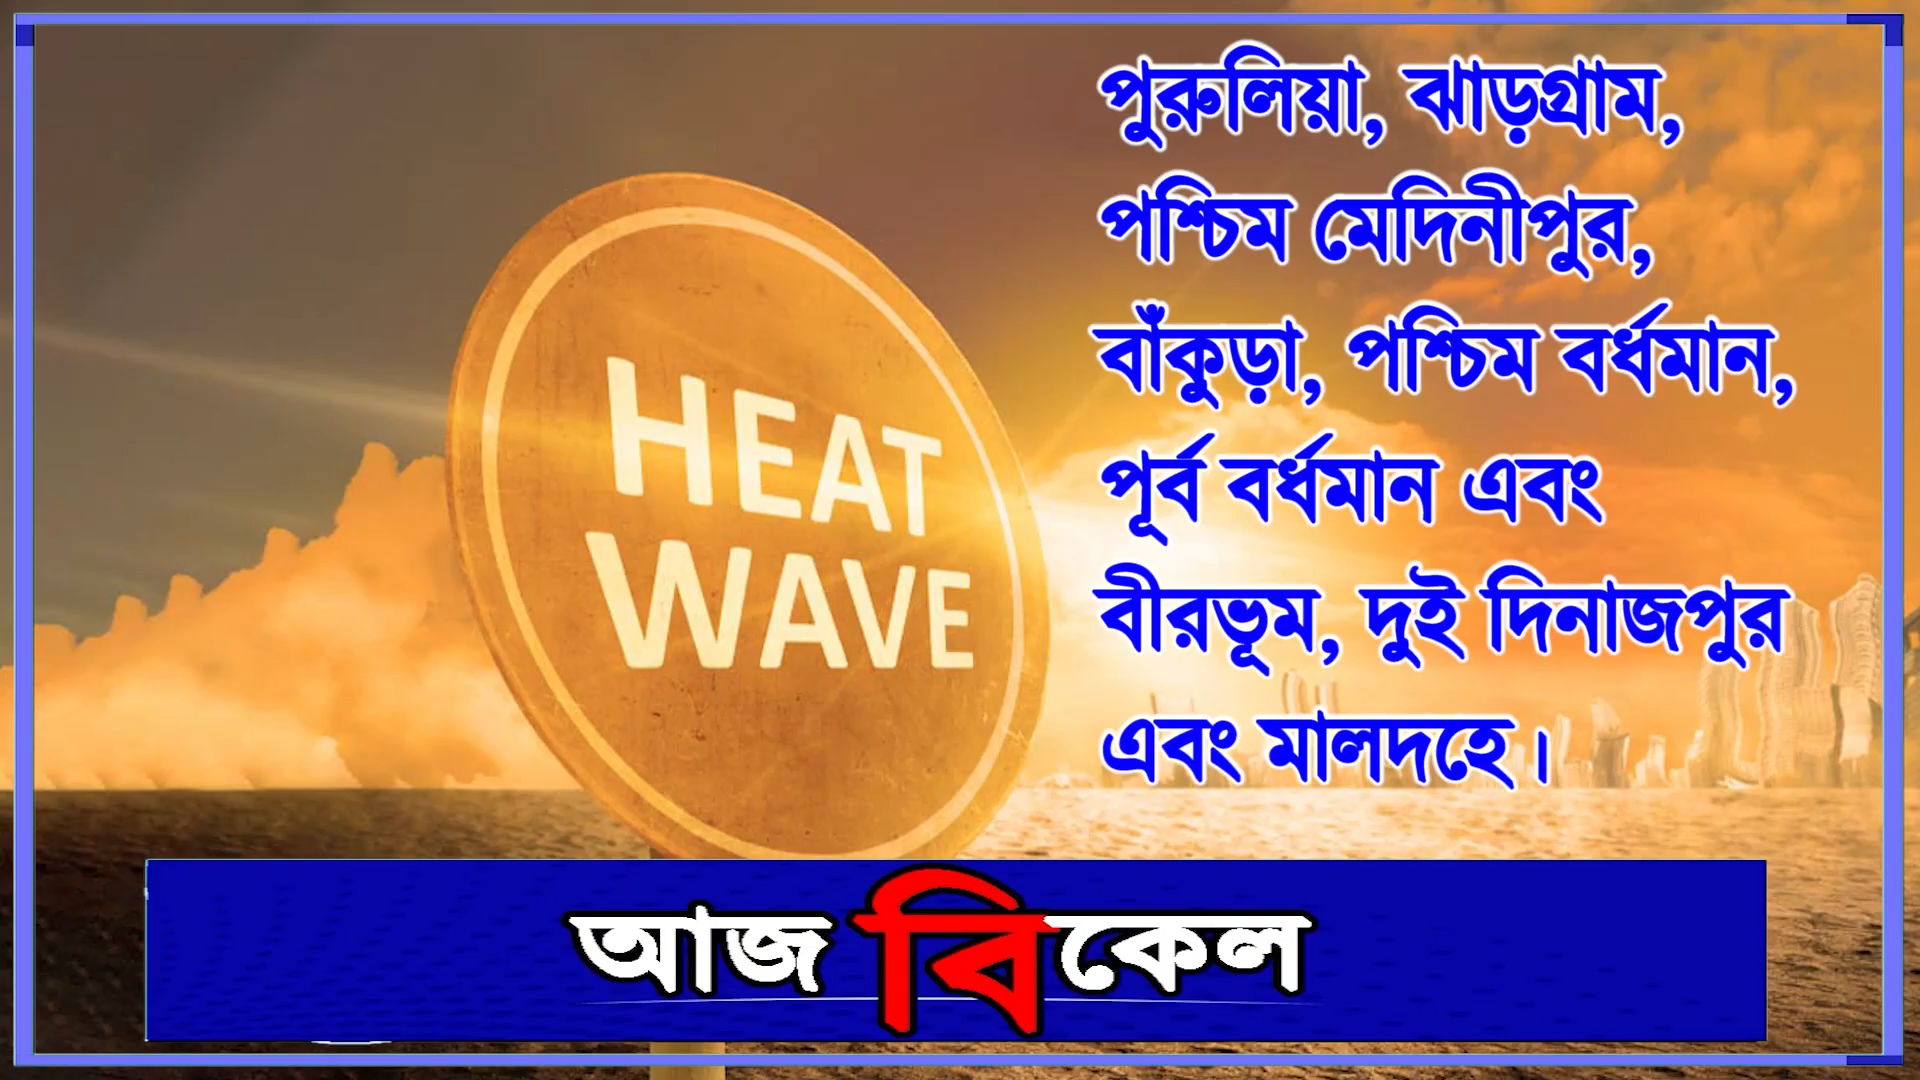 HEAT
WAVE
পুরুলিয়া, ঝাড়গ্রাম,
পশ্চিম মেদিনীপুর,
বাঁকুড়া, পশ্চিম বর্ধমান,
পূর্ব বর্ধমান এবং
বীরভূম, দুই দিনাজপুর
এবং মালদহে।
আজ বিকেল